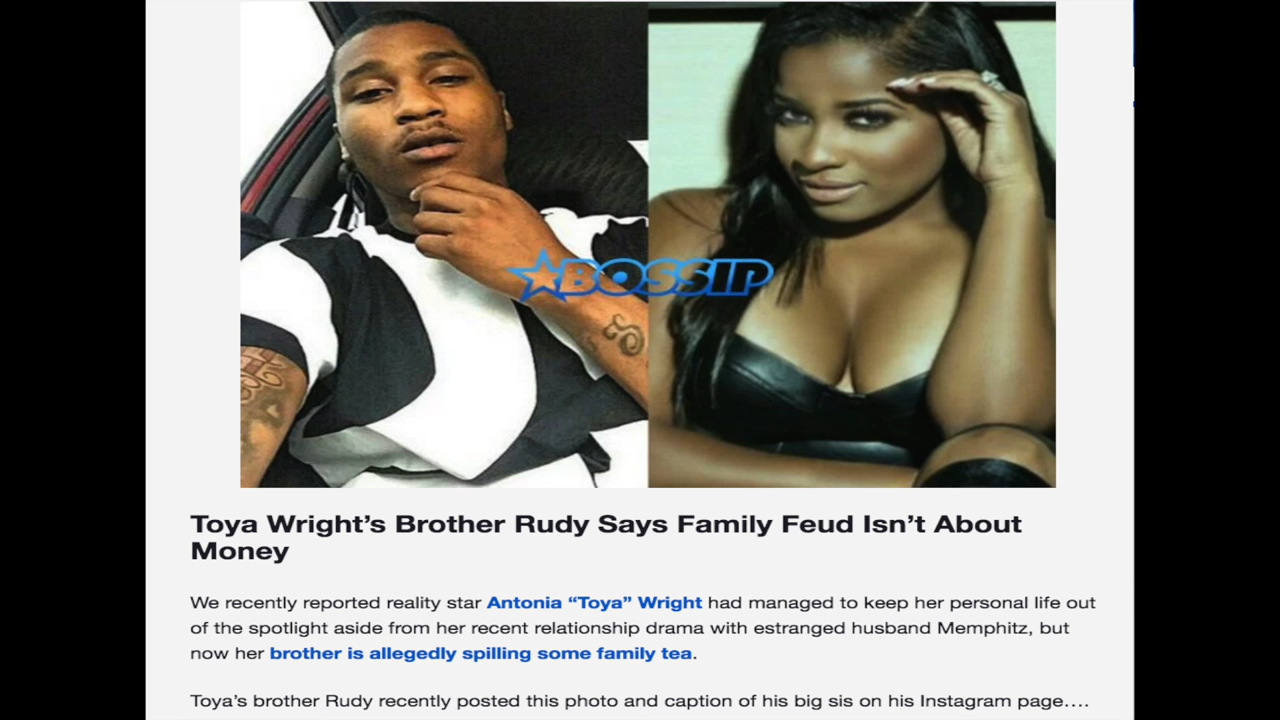 BOSSIP
Toya Wright’s Brother Rudy Says Family Feud Isn’t About
Money
We recently reported reality star Antonia “Toya” Wright had managed to keep her personal life out
of the spotlight aside from her recent relationship drama with estranged husband Memphitz, but
now her brother is allegedly spilling some family tea.
Toya’s brother Rudy recently posted this photo and caption of his big sis on his Instagram page….